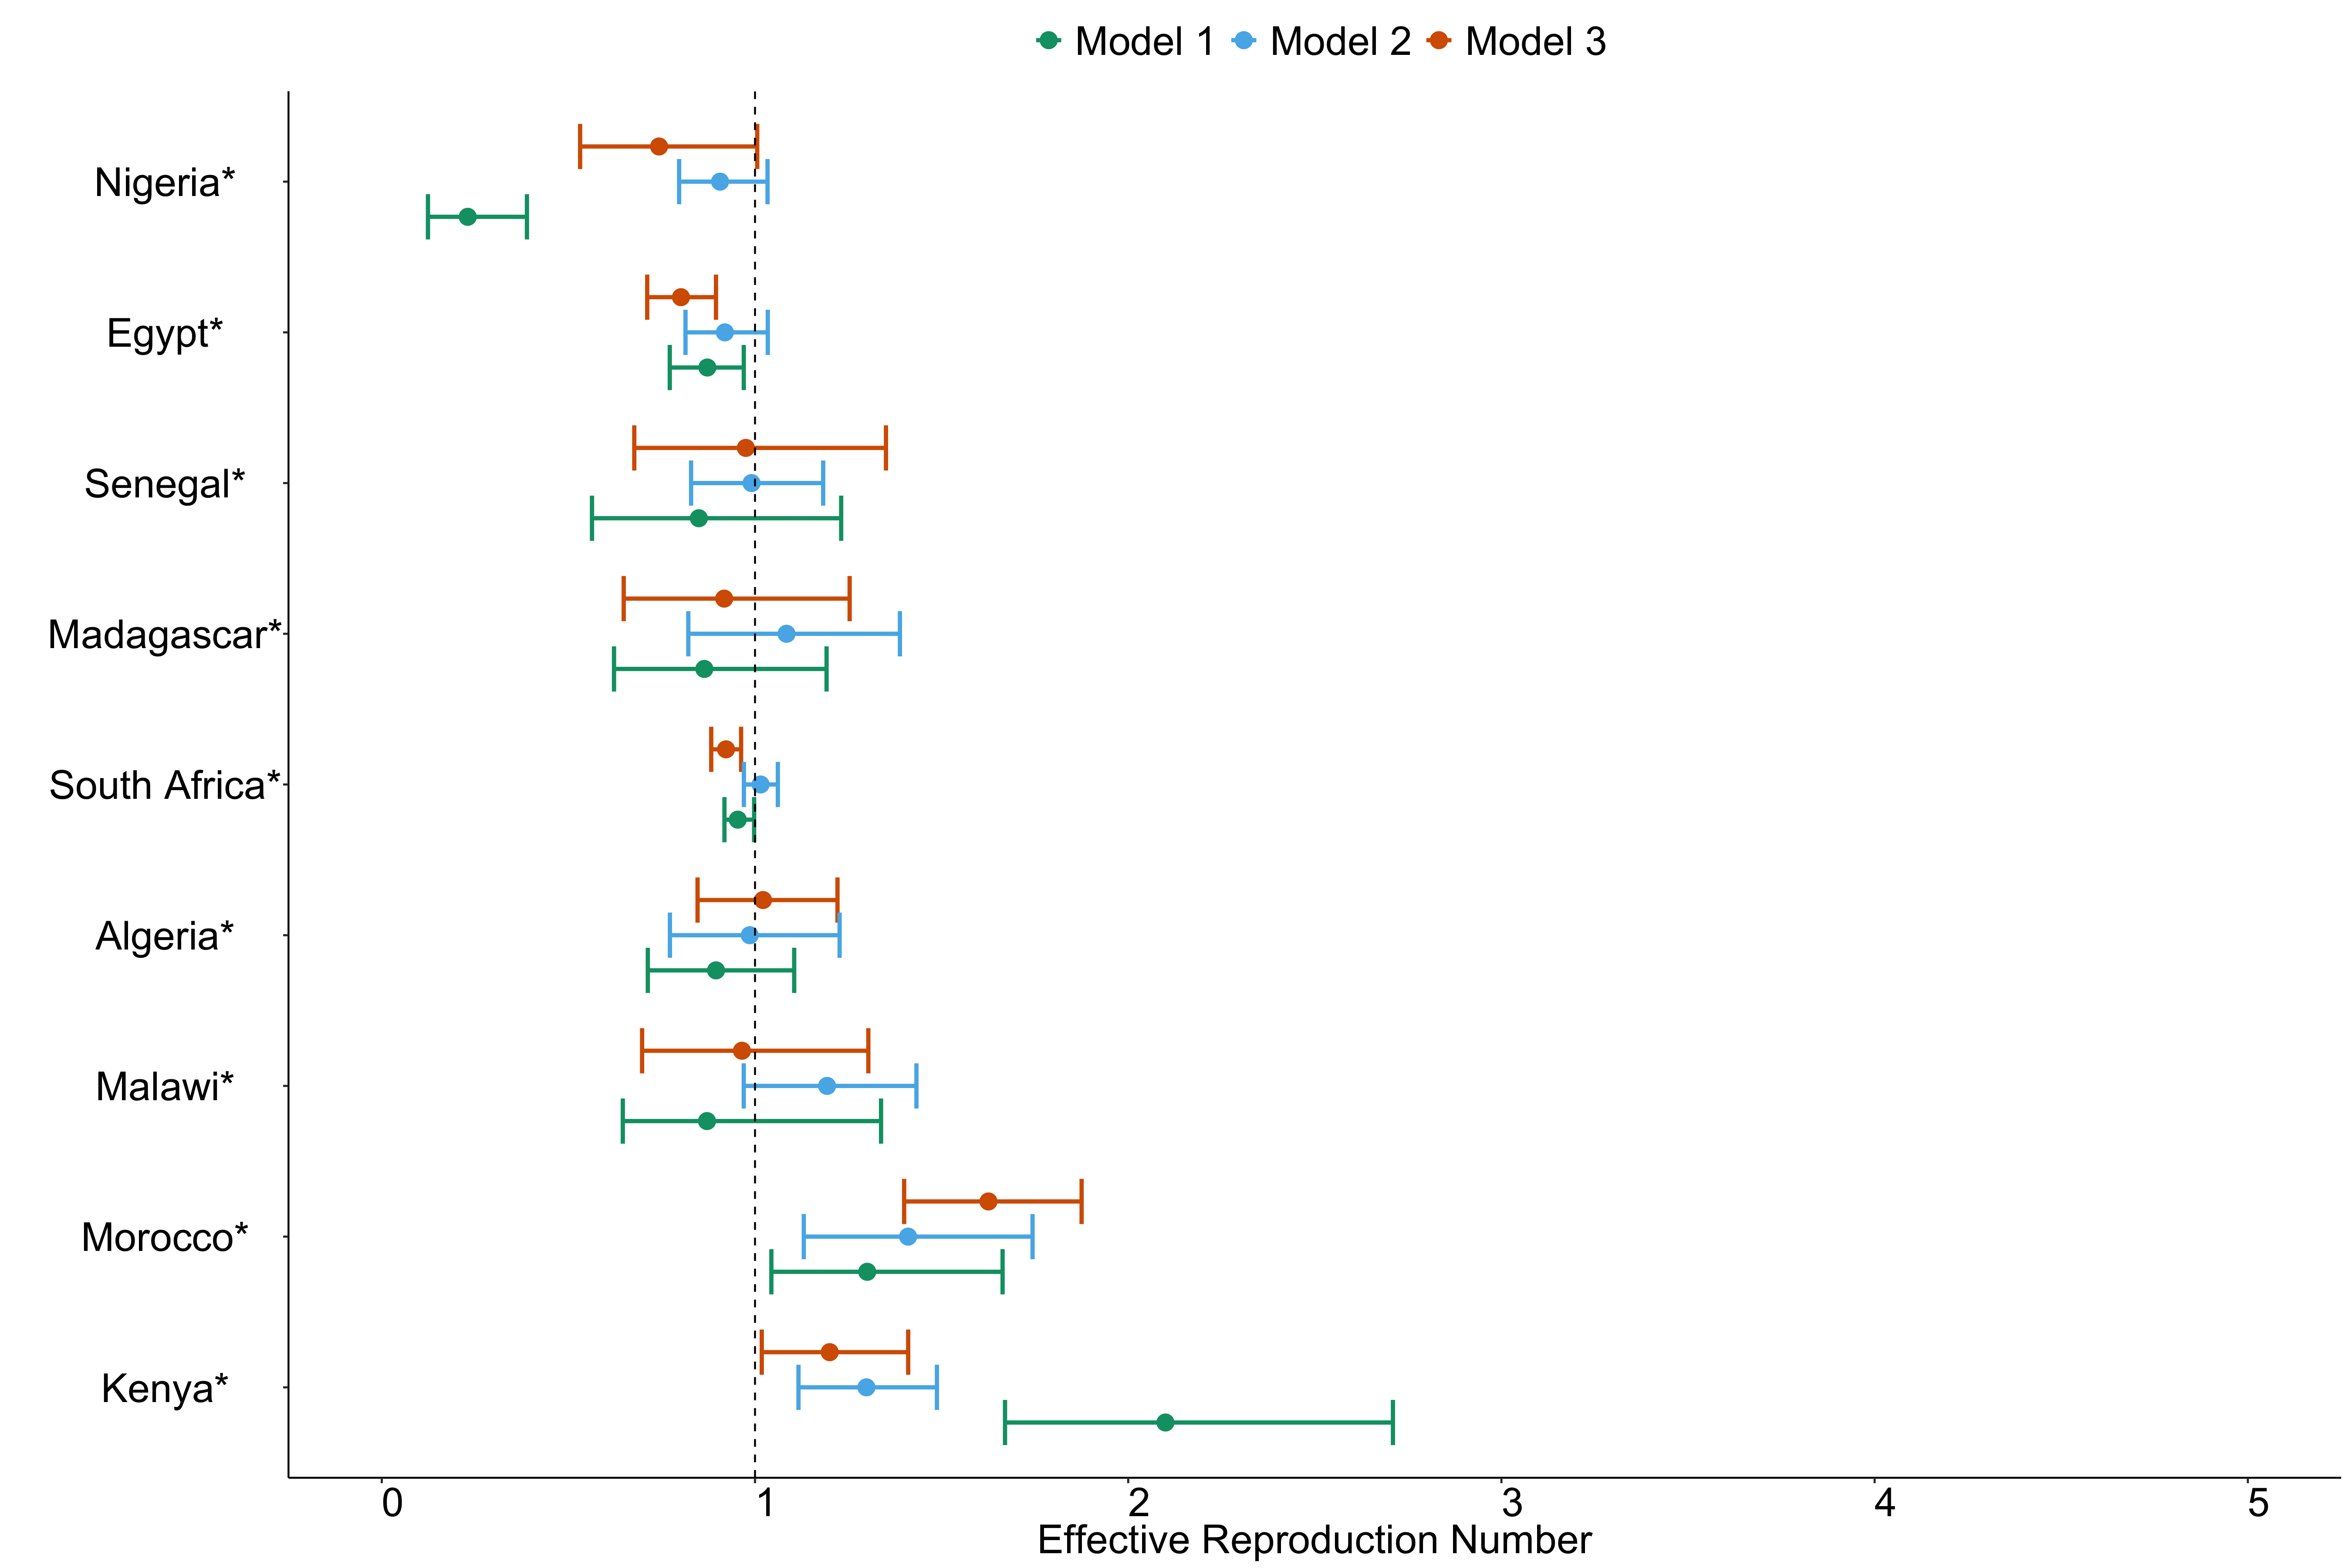 Model 1 Model 2 Model 3
Nigeria*
Egypt*
Senegal*
Madagascar*
South Africa*
Algeria*
Malawi*
Morocco*
Kenya*
0 1 2 3 4 5
Effective Reproduction Number